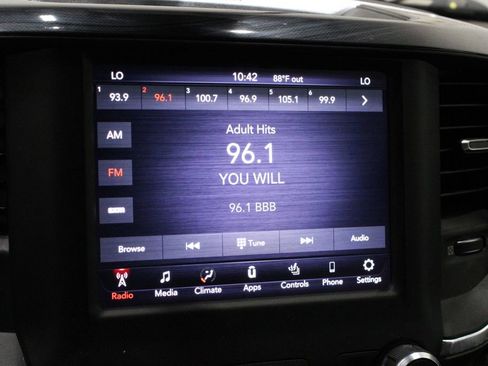 LO 10:42 88°F out LO
1 93.9 2 96.1 3 100.7 4 96.9 5 105.1 6 99.9
AM
Adult Hits
96.1
FM
YOU WILL
96.1 BBB
Browse Tune Audio
Radio Media Climate Apps Controls Phone Settings